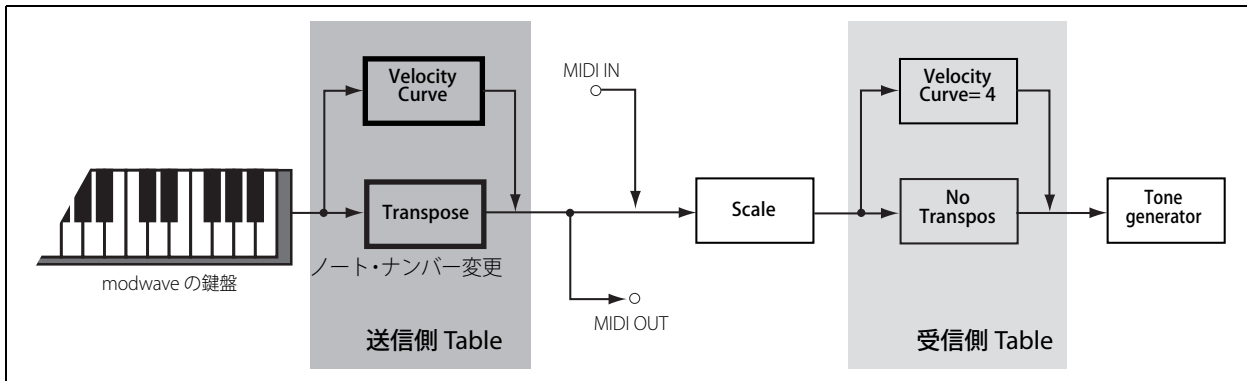 Velocity
Curve
Transpose
ノート・ナンバー変更
modwave の鍵盤
送信側 Table
MIDI IN
MIDI OUT
Scale
Velocity
Curve= 4
No
Transpos
受信側 Table
Tone
generator